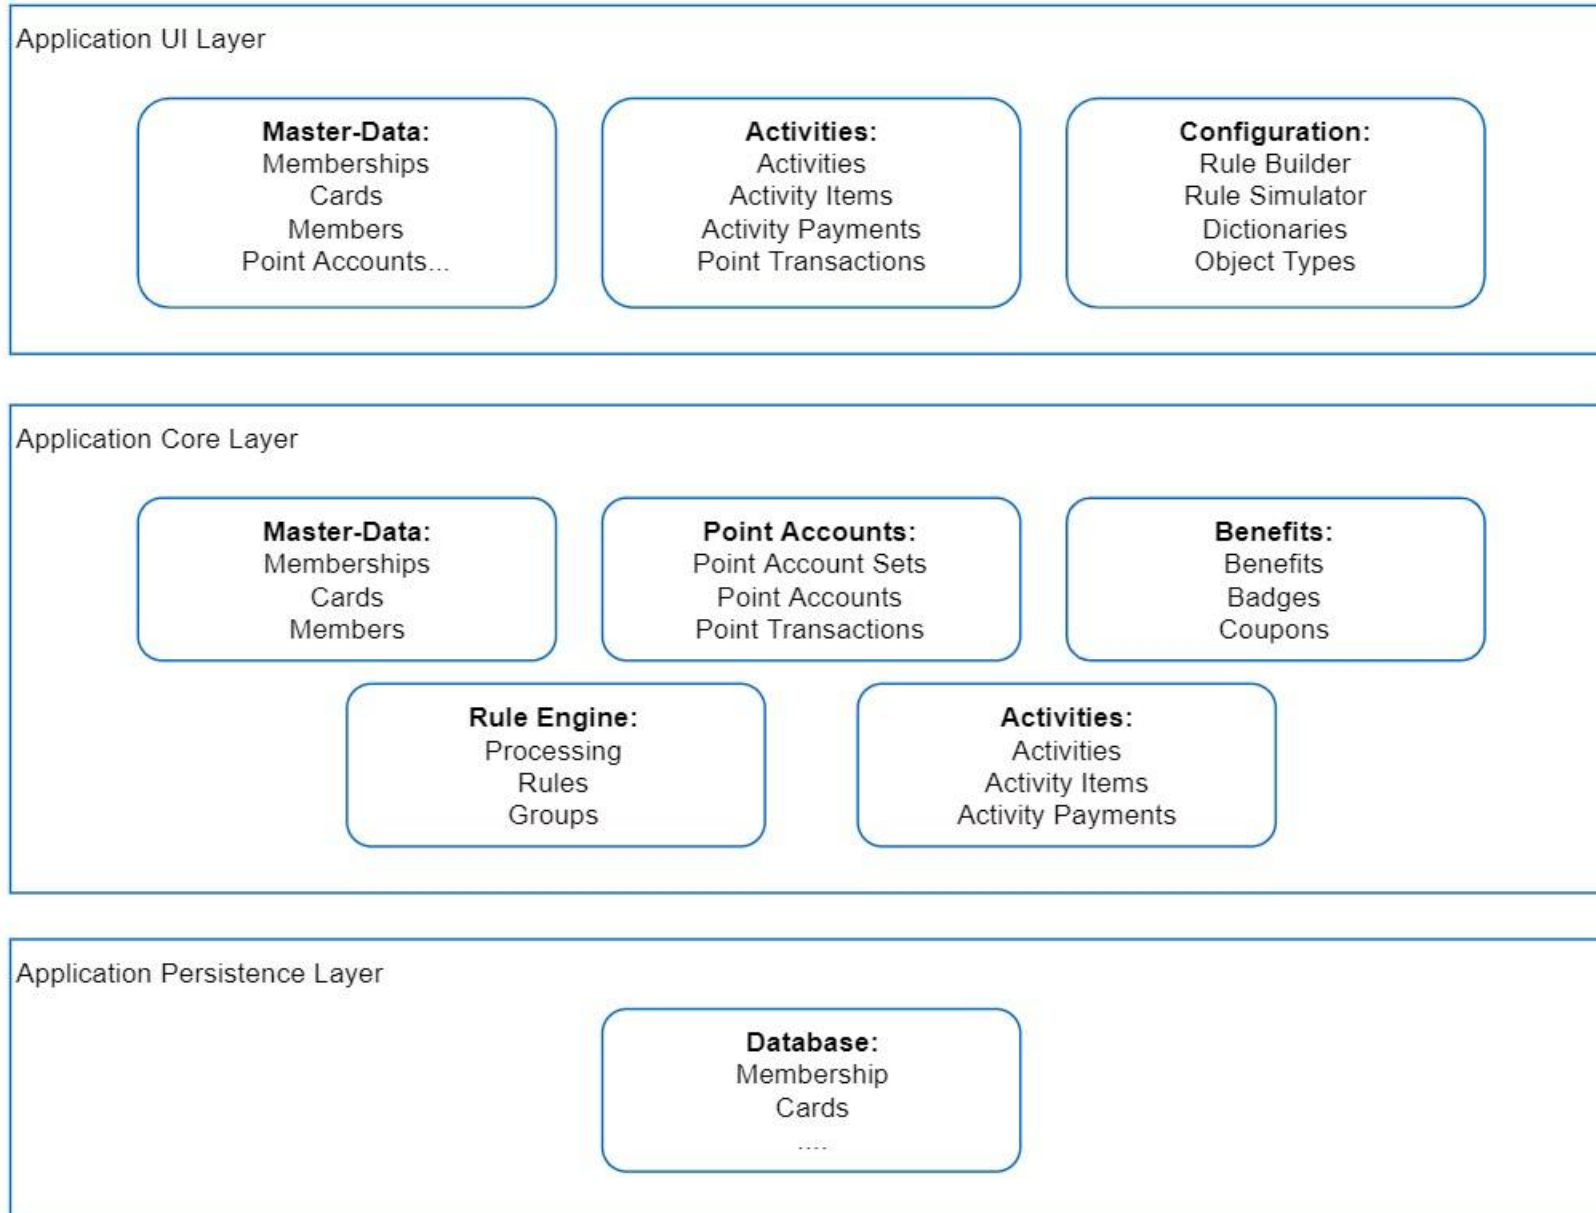 Application UI Layer
Master-Data:
Memberships
Cards
Members
Point Accounts...
Activities:
Activities
Activity Items
Activity Payments
Point Transactions
Configuration:
Rule Builder
Rule Simulator
Dictionaries
Object Types
Application Core Layer
Master-Data:
Memberships
Cards
Members
Point Accounts:
Point Account Sets
Point Accounts
Point Transactions
Benefits:
Benefits
Badges
Coupons
Rule Engine:
Processing
Rules
Groups
Activities:
Activities
Activity Items
Activity Payments
Application Persistence Layer
Database:
Membership
Cards
....